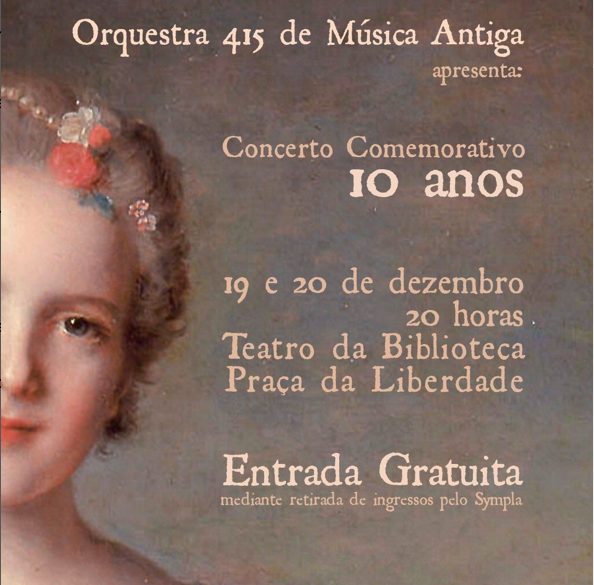 Orquestra 415 de Música Antiga
apresenta:
Concerto Comemorativo
10 anos
19 e 20 de dezembro
20 horas
Teatro da Biblioteca
Praça da Liberdade
Entrada Gratuita
mediante retirada de ingressos pelo Sympla